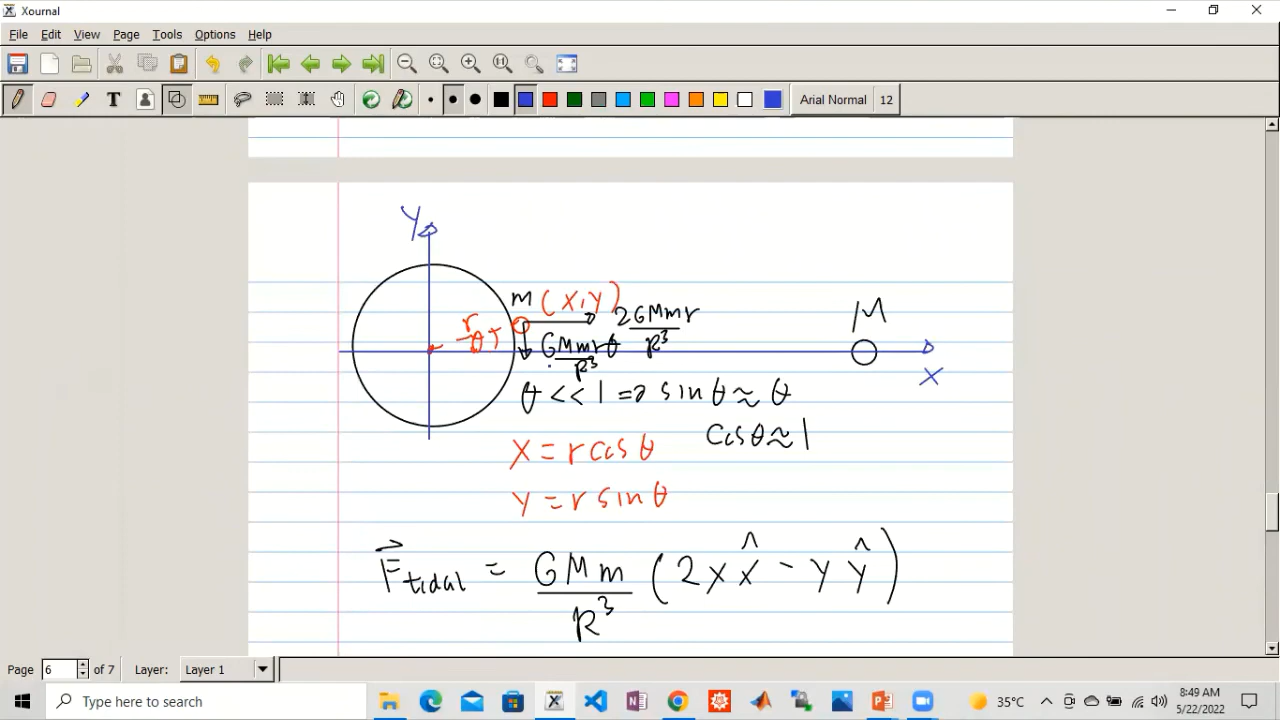 Xournal
File Edit View Page Tools Options Help
T Arial Normal 12
Y
m (x,y) 2GMmr/R³
r
θ
GMmrθ/R³
M
X
θ << 1 => sin θ ≈ θ
cos θ ≈ 1
X = r cos θ
Y = r sin θ
F⃗tidal = GMm/R³ (2x x̂ - y ŷ)
Page 6 of 7 Layer: Layer 1
Type here to search
35°C
8:49 AM
5/22/2022